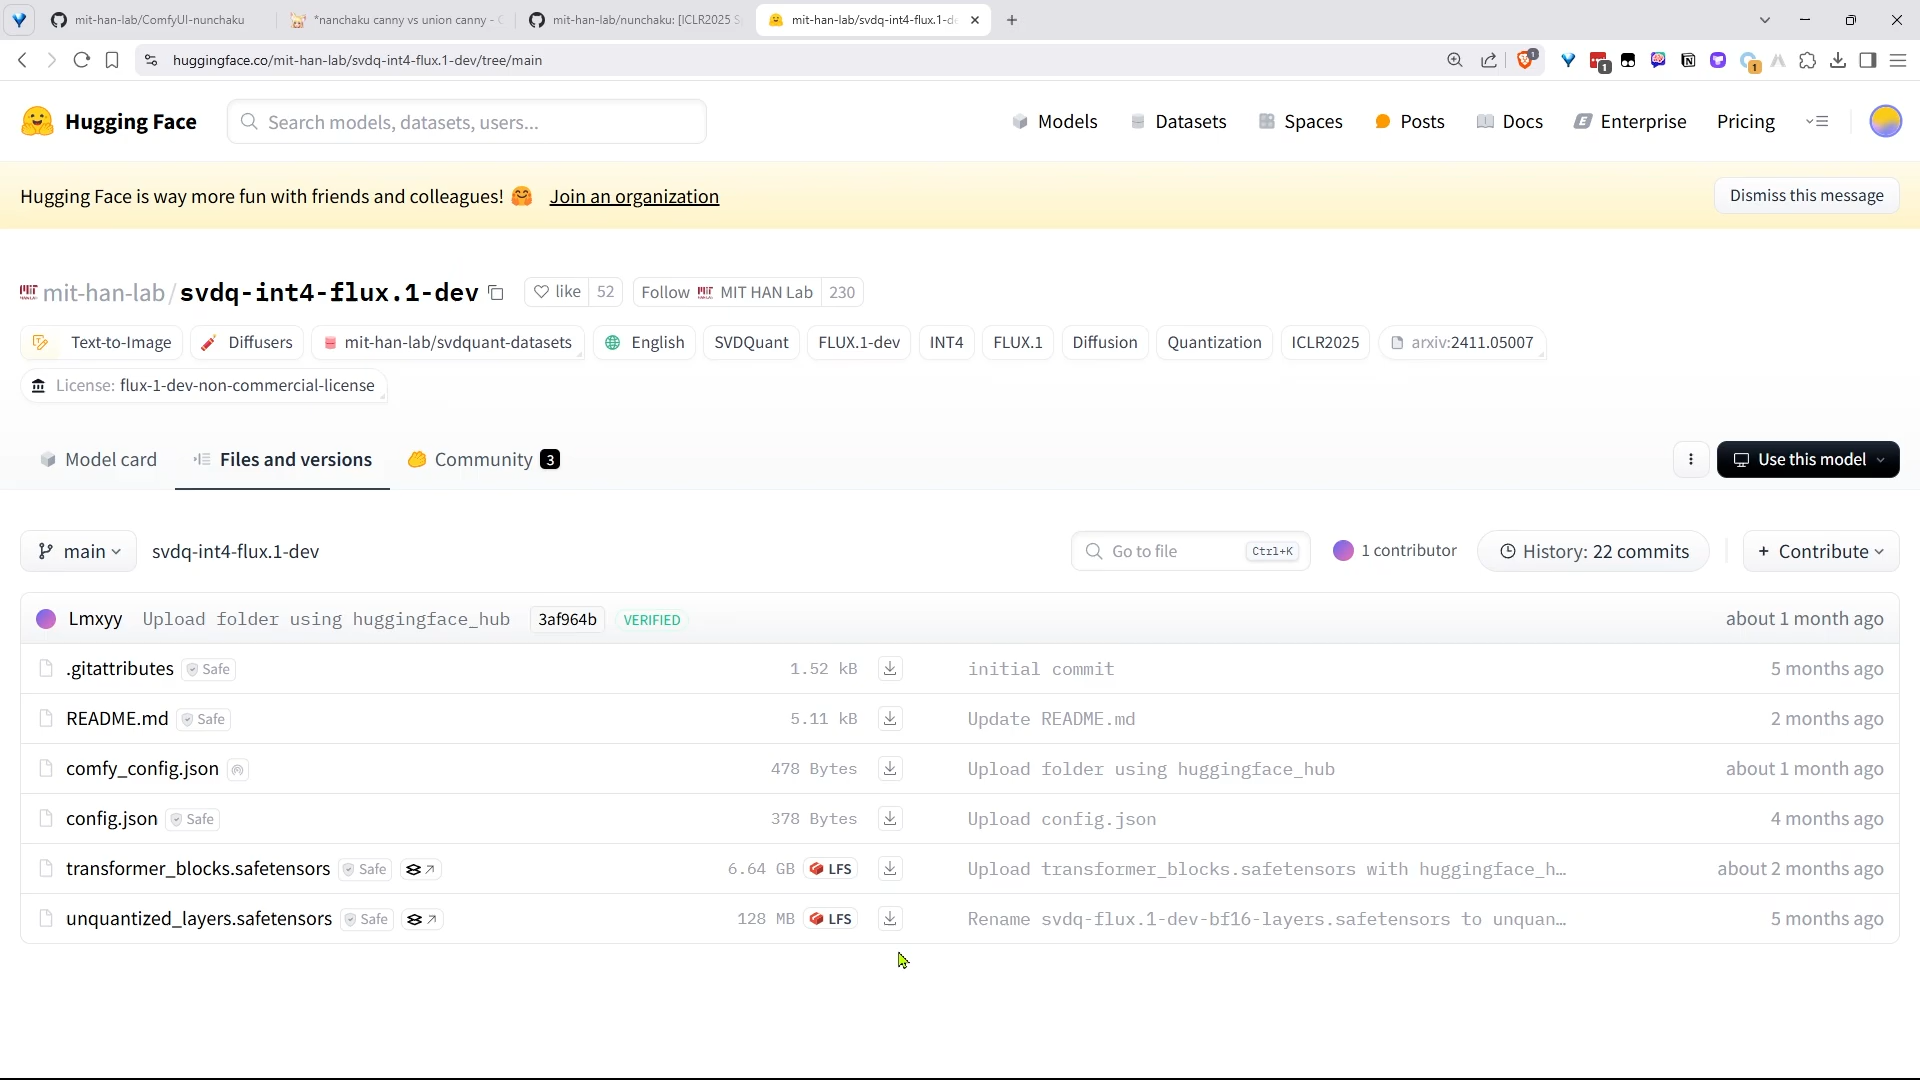 mit-han-lab/ComfyUI-nunchaku
*nanchaku canny vs union canny -
mit-han-lab/nunchaku: [ICLR2025 S
mit-han-lab/svdq-int4-flux.1-de
huggingface.co/mit-han-lab/svdq-int4-flux.1-dev/tree/main
1
1
1
Hugging Face
Search models, datasets, users...
Models
Datasets
Spaces
Posts
Docs
Enterprise
Pricing
Hugging Face is way more fun with friends and colleagues! 🤗 Join an organization
Dismiss this message
mit-han-lab/svdq-int4-flux.1-dev
like 52
Follow MIT HAN Lab 230
Text-to-Image
Diffusers
mit-han-lab/svdquant-datasets
English
SVDQuant
FLUX.1-dev
INT4
FLUX.1
Diffusion
Quantization
ICLR2025
arxiv:2411.05007
License: flux-1-dev-non-commercial-license
Model card
Files and versions
Community 3
Use this model
main
svdq-int4-flux.1-dev
Go to file Ctrl+K
1 contributor
History: 22 commits
+ Contribute
Lmxyy Upload folder using huggingface_hub 3af964b VERIFIED about 1 month ago
.gitattributes Safe 1.52 kB initial commit 5 months ago
README.md Safe 5.11 kB Update README.md 2 months ago
comfy_config.json 478 Bytes Upload folder using huggingface_hub about 1 month ago
config.json Safe 378 Bytes Upload config.json 4 months ago
transformer_blocks.safetensors Safe 6.64 GB LFS Upload transformer_blocks.safetensors with huggingface_h… about 2 months ago
unquantized_layers.safetensors Safe 128 MB LFS Rename svdq-flux.1-dev-bf16-layers.safetensors to unquan… 5 months ago